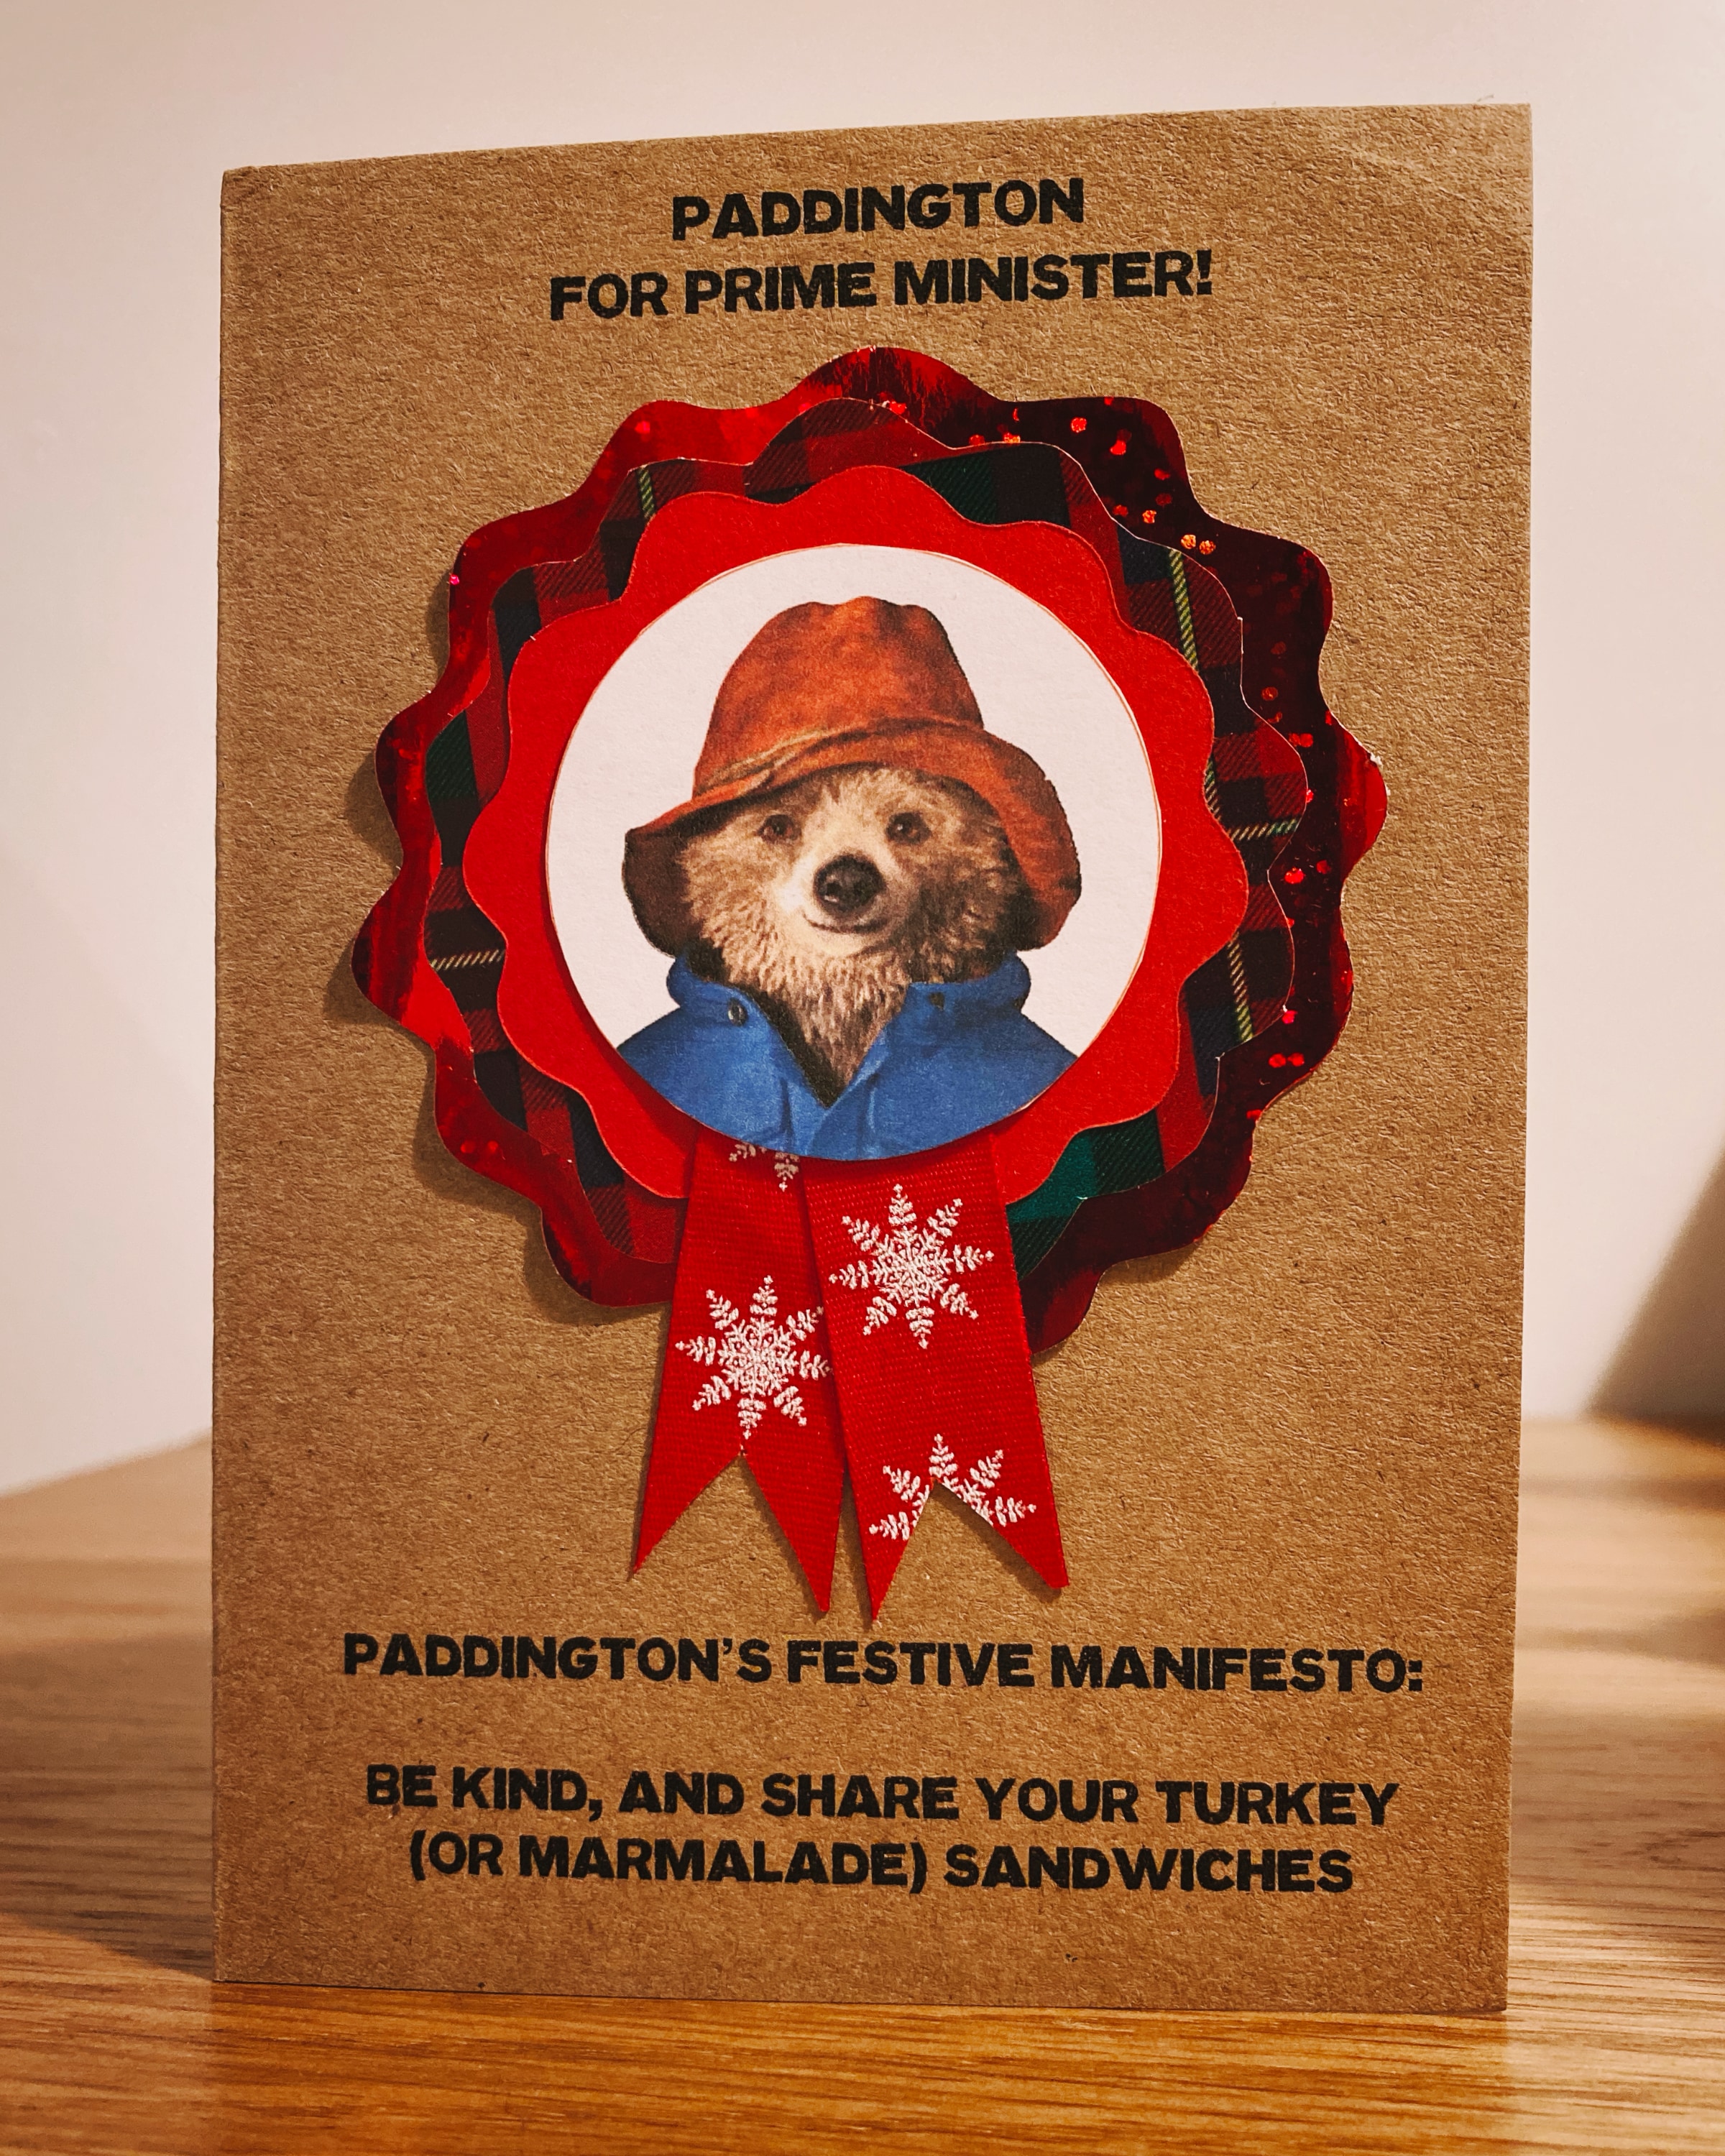 PADDINGTON
FOR PRIME MINISTER!
PADDINGTON'S FESTIVE MANIFESTO:
BE KIND, AND SHARE YOUR TURKEY
(OR MARMALADE) SANDWICHES